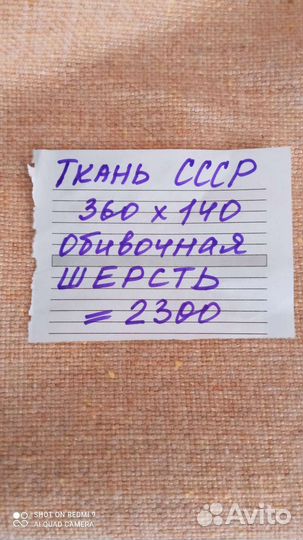 ТКАНЬ СССР
360 х 140
ОбИВОЧНАЯ
ШЕРСТЬ
= 2300
SHOT ON REDMI 9
AI QUAD CAMERA
Avito